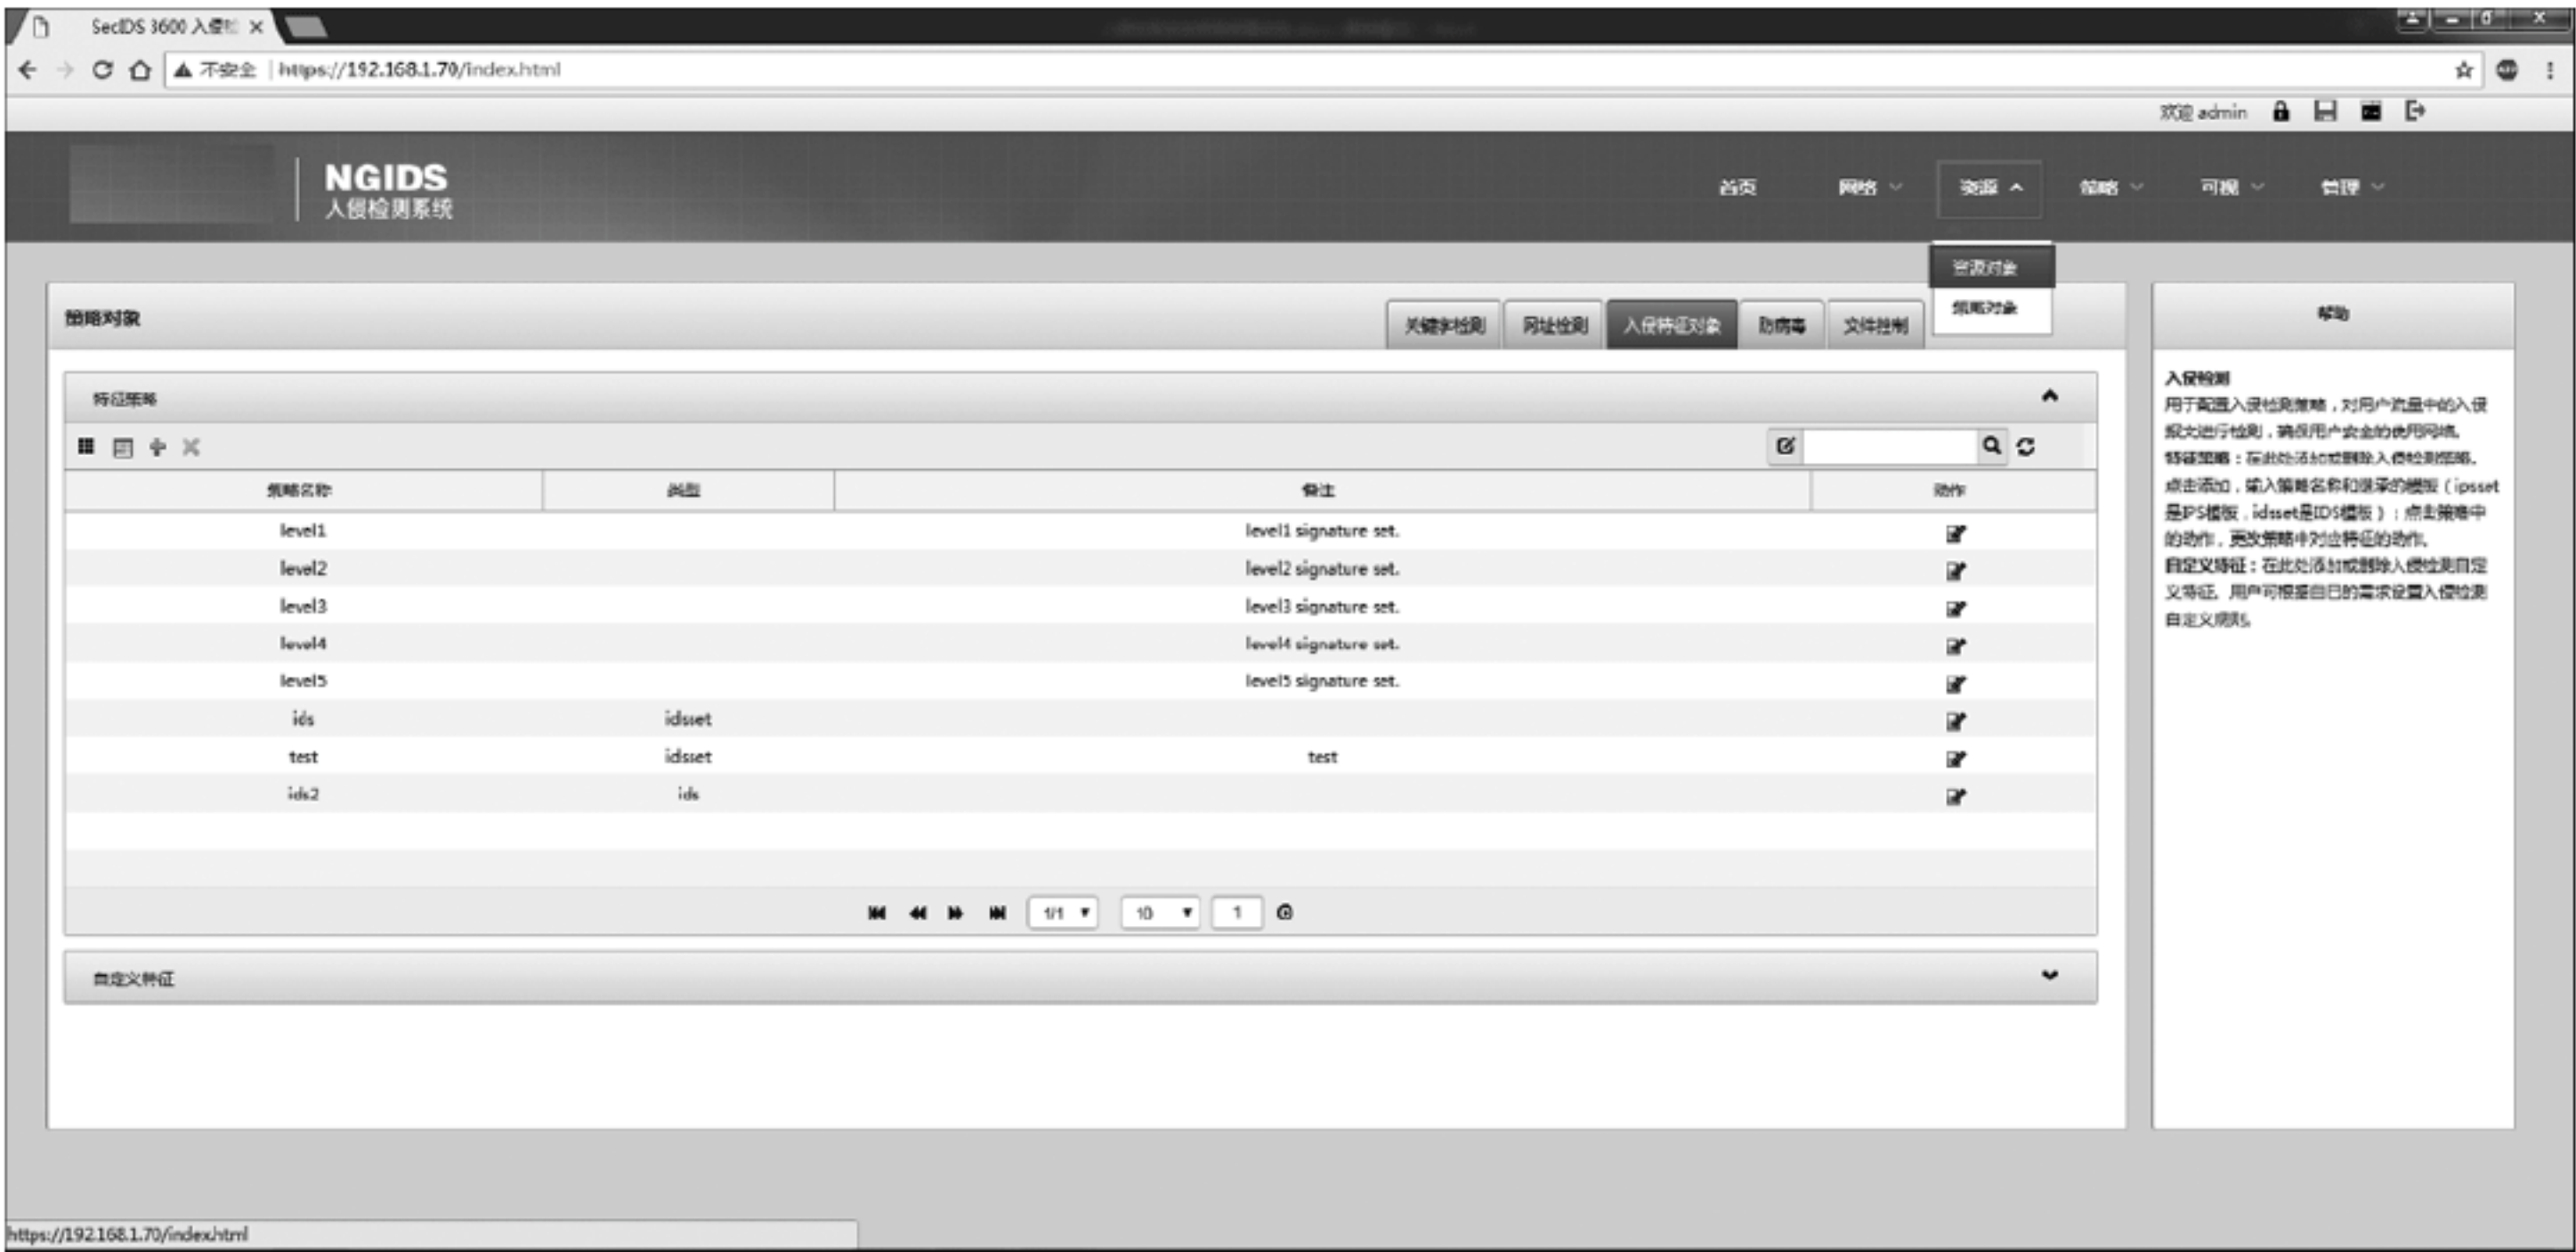 SecIDS 3600 入侵检
不安全 https://192.168.1.70/index.html
欢迎 admin
NGIDS
入侵检测系统
首页 网络 资源 策略 可视 管理
资源对象
策略对象
策略对象 关键字检测 网址检测 入侵特征对象 防病毒 文件控制
特征策略
策略名称 类型 备注 动作
level1 level1 signature set.
level2 level2 signature set.
level3 level3 signature set.
level4 level4 signature set.
level5 level5 signature set.
ids idsset
test idsset test
ids2 ids
1/1 10 1
自定义特征
帮助
入侵检测
用于配置入侵检测策略，对用户流量中的入侵
报文进行检测，确保用户安全的使用网络。
特征策略：在此处添加或删除入侵检测策略。
点击添加，输入策略名称和继承的模板（ipsset
是IPS模板，idsset是IDS模板）；点击策略中
的动作，更改策略中对应特征的动作。
自定义特征：在此处添加或删除入侵检测自定
义特征。用户可根据自己的需求设置入侵检测
自定义规则。
https://192.168.1.70/index.html